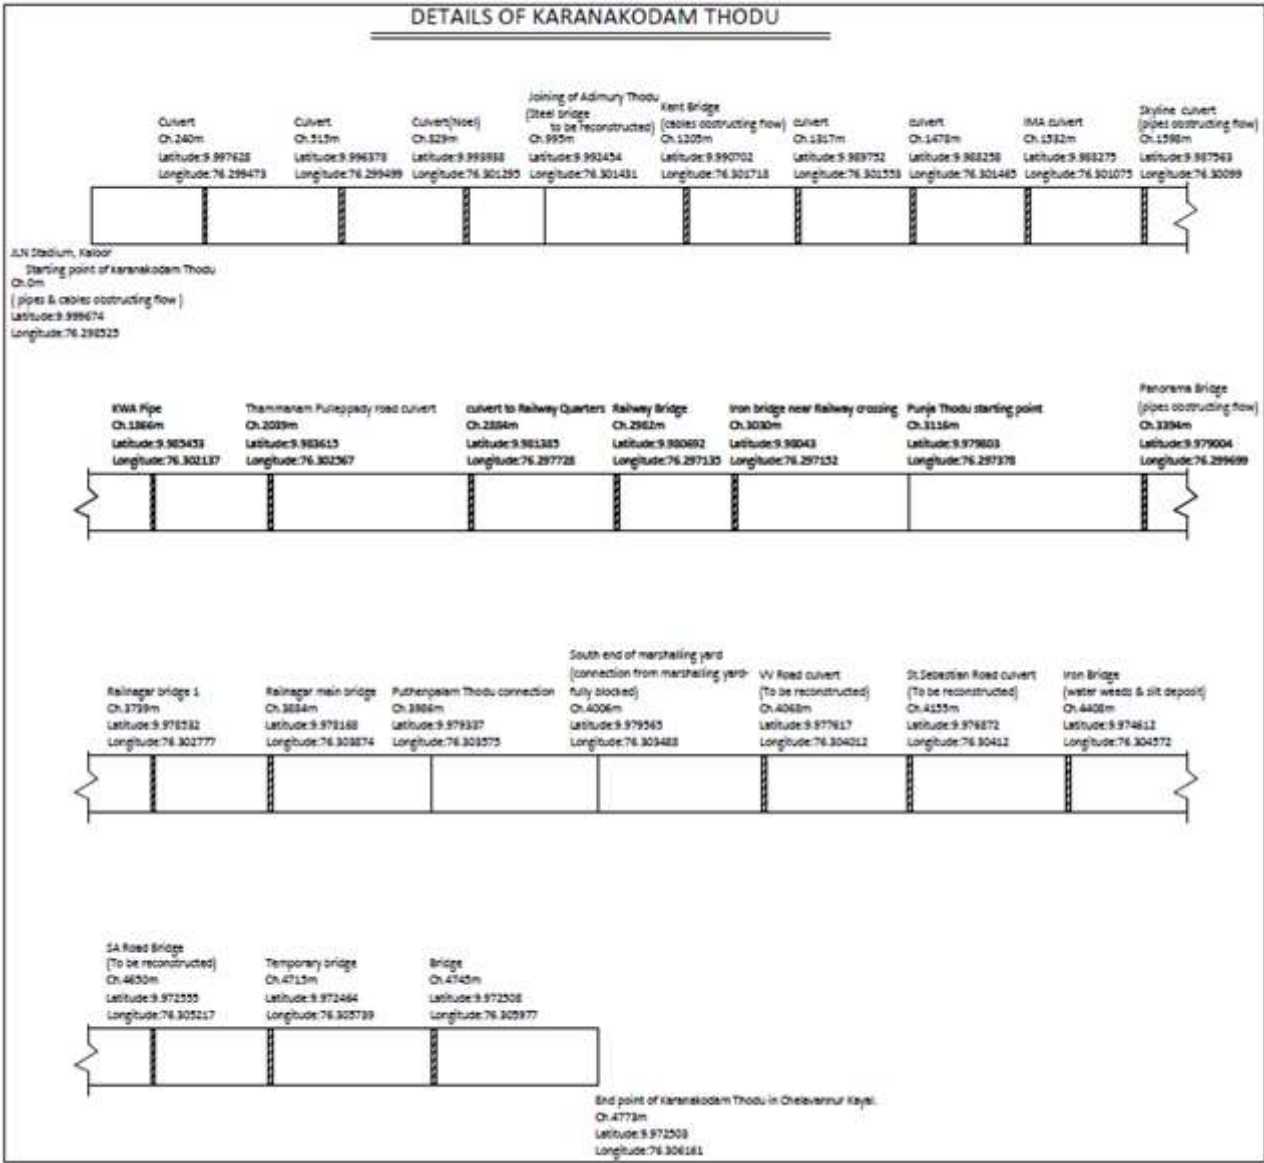 DETAILS OF KARANAKODAM THODU
Culvert
Ch.240m
Latitude:9.997628
Longitude:76.299473
Culvert
Ch.515m
Latitude:9.996378
Longitude:76.299499
Culvert(Noel)
Ch.829m
Latitude:9.993938
Longitude:76.301295
Joining of Adimury Thodu
(Steel bridge
to be reconstructed)
Ch.995m
Latitude:9.992454
Longitude:76.301431
Kent Bridge
(cables obstructing flow)
Ch.1205m
Latitude:9.990702
Longitude:76.301713
culvert
Ch.1317m
Latitude:9.989752
Longitude:76.301553
culvert
Ch.1478m
Latitude:9.988258
Longitude:76.301465
IMA culvert
Ch.1532m
Latitude:9.988275
Longitude:76.301075
Skyline culvert
(pipes obstructing flow)
Ch.1598m
Latitude:9.987563
Longitude:76.30099
JLN Stadium, Kaloor
Starting point of karanakodam Thodu
Ch.0m
( pipes & cables obstructing flow )
Latitude:9.999674
Longitude:76.298525
KWA Pipe
Ch.1866m
Latitude:9.985453
Longitude:76.302137
Thammanam Pulleppady road culvert
Ch.2089m
Latitude:9.983615
Longitude:76.302567
culvert to Railway Quarters
Ch.2884m
Latitude:9.981385
Longitude:76.297728
Railway Bridge
Ch.2982m
Latitude:9.980692
Longitude:76.297135
Iron bridge near Railway crossing
Ch.3030m
Latitude:9.98043
Longitude:76.297152
Punja Thodu starting point
Ch.3116m
Latitude:9.979803
Longitude:76.297378
Panorama Bridge
(pipes obstructing flow)
Ch.3394m
Latitude:9.979004
Longitude:76.299699
Railnagar bridge 1
Ch.3739m
Latitude:9.978532
Longitude:76.302777
Railnagar main bridge
Ch.3884m
Latitude:9.978168
Longitude:76.303874
Puthenpalam Thodu connection
Ch.3986m
Latitude:9.979337
Longitude:76.303575
South end of marshalling yard
(connection from marshalling yard-
fully blocked)
Ch.4006m
Latitude:9.979565
Longitude:76.303488
VV Road culvert
(To be reconstructed)
Ch.4068m
Latitude:9.977617
Longitude:76.304012
St.Sebastian Road culvert
(To be reconstructed)
Ch.4155m
Latitude:9.976872
Longitude:76.30412
Iron Bridge
(water weeds & silt deposit)
Ch.4408m
Latitude:9.974612
Longitude:76.304572
SA Road Bridge
(To be reconstructed)
Ch.4650m
Latitude:9.972555
Longitude:76.305217
Temporary bridge
Ch.4715m
Latitude:9.972464
Longitude:76.305739
Bridge
Ch.4745m
Latitude:9.972508
Longitude:76.305977
End point of Karanakodam Thodu in Chelavannur Kayal.
Ch.4773m
Latitude:9.972503
Longitude:76.306161